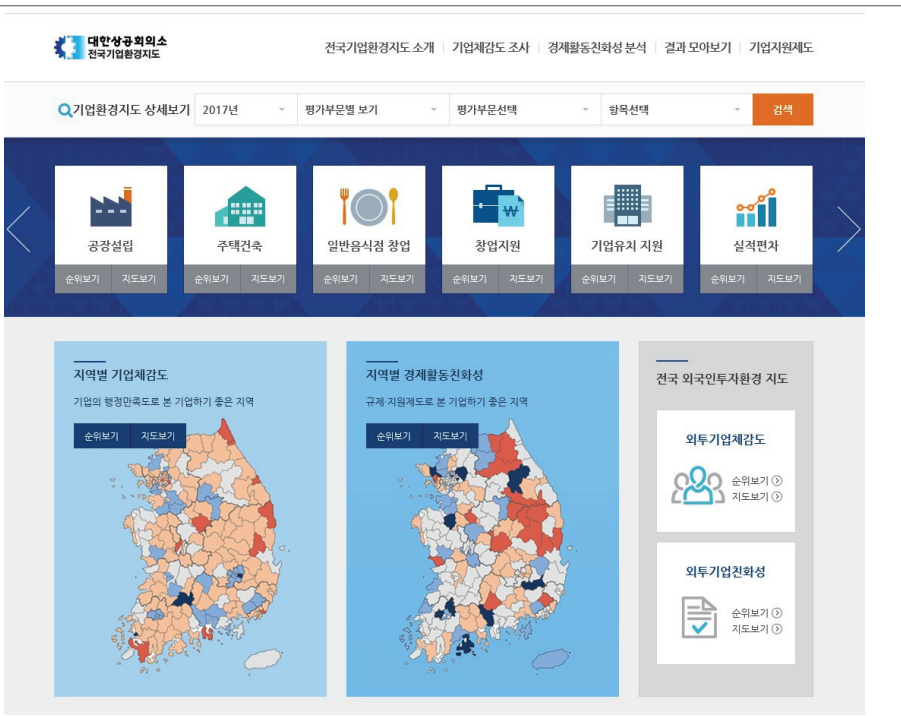 대한상공회의소
전국기업환경지도
전국기업환경지도 소개 | 기업체감도 조사 | 경제활동친화성 분석 | 결과 모아보기 | 기업지원제도
기업환경지도 상세보기 2017년 평가부문별 보기 평가부문선택 항목선택 검색
공장설립 주택건축 일반음식점 창업 창업지원 기업유치 지원 실적편차
순위보기 지도보기 순위보기 지도보기 순위보기 지도보기 순위보기 지도보기 순위보기 지도보기 순위보기 지도보기
지역별 기업체감도
기업의 행정만족도로 본 기업하기 좋은 지역
순위보기 지도보기
지역별 경제활동친화성
규제·지원제도로 본 기업하기 좋은 지역
순위보기 지도보기
전국 외국인투자환경 지도
외투기업체감도
순위보기
지도보기
외투기업친화성
순위보기
지도보기